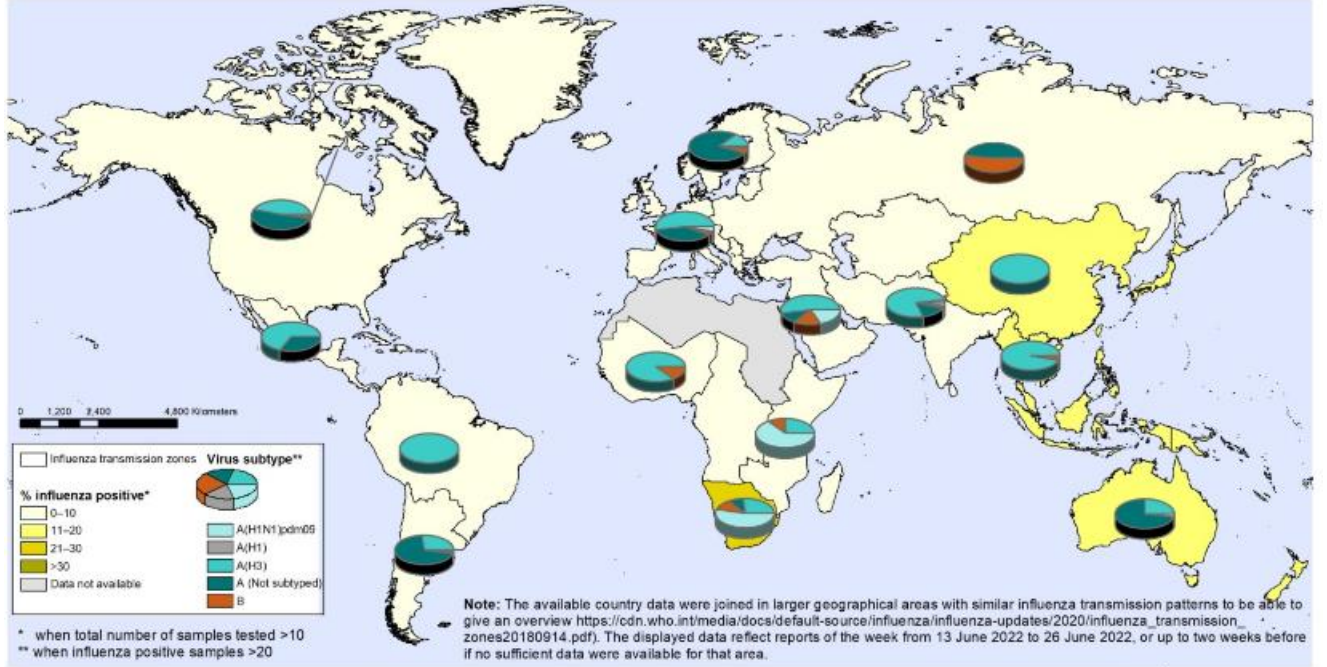 0 1,200 2,400 4,800 Kilometers
Influenza transmission zones
Virus subtype**
% influenza positive*
0–10
11–20
21–30
>30
Data not available
A(H1N1)pdm09
A(H1)
A(H3)
A (Not subtyped)
B
* when total number of samples tested >10
** when influenza positive samples >20
Note: The available country data were joined in larger geographical areas with similar influenza transmission patterns to be able to
give an overview https://cdn.who.int/media/docs/default-source/influenza/influenza-updates/2020/influenza_transmission_
zones20180914.pdf). The displayed data reflect reports of the week from 13 June 2022 to 26 June 2022, or up to two weeks before
if no sufficient data were available for that area.